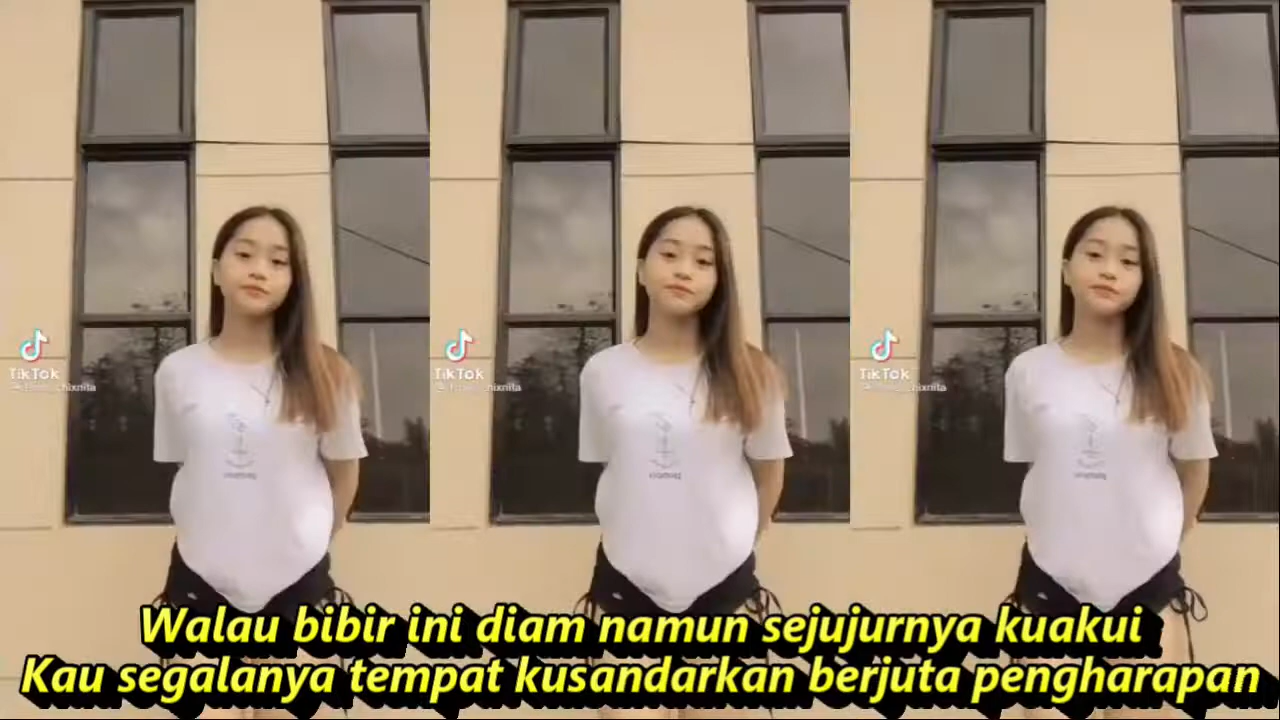 TikTok
TikTok
TikTok
Walau bibir ini diam namun sejujurnya kuakui
Kau segalanya tempat kusandarkan berjuta pengharapan